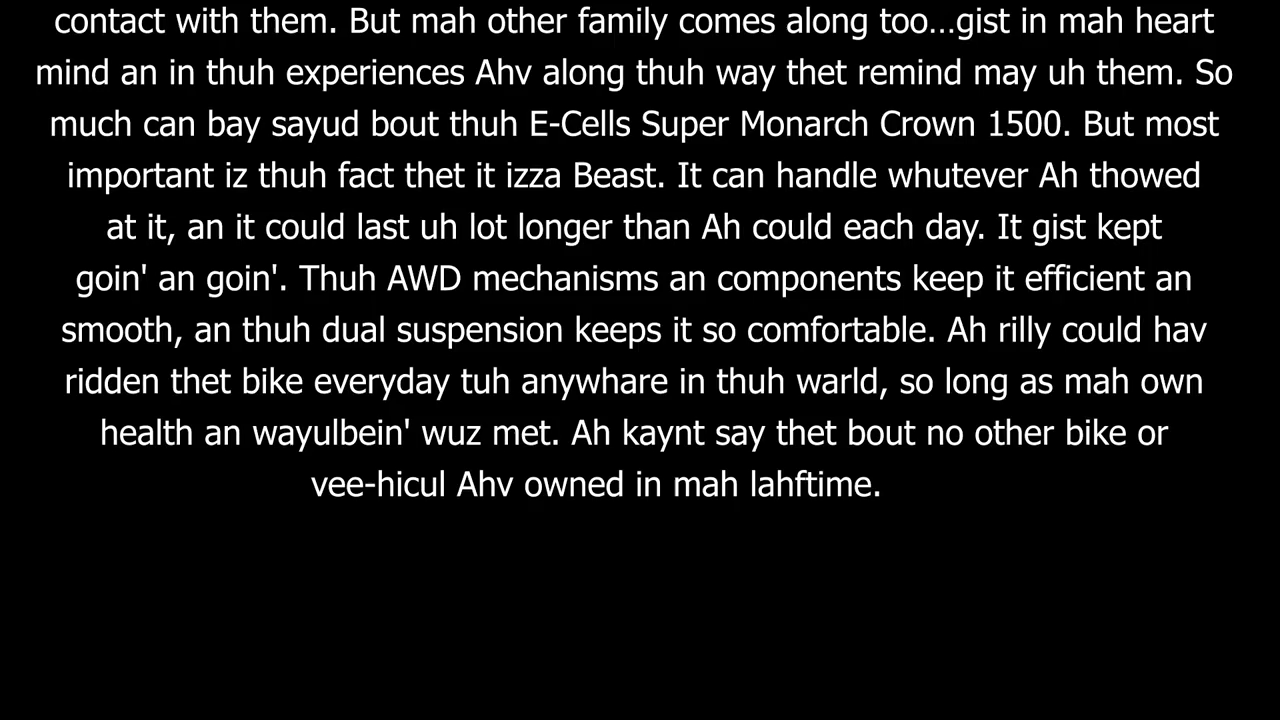 contact with them. But mah other family comes along too...gist in mah heart
mind an in thuh experiences Ahv along thuh way thet remind may uh them. So
much can bay sayud bout thuh E-Cells Super Monarch Crown 1500. But most
important iz thuh fact thet it izza Beast. It can handle whutever Ah thowed
at it, an it could last uh lot longer than Ah could each day. It gist kept
goin' an goin'. Thuh AWD mechanisms an components keep it efficient an
smooth, an thuh dual suspension keeps it so comfortable. Ah rilly could hav
ridden thet bike everyday tuh anywhare in thuh warld, so long as mah own
health an wayulbein' wuz met. Ah kaynt say thet bout no other bike or
vee-hicul Ahv owned in mah lahftime.